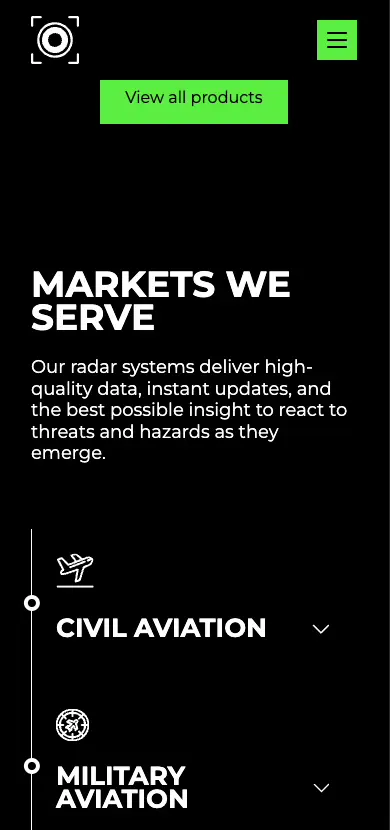 View all products
MARKETS WE
SERVE
Our radar systems deliver high-
quality data, instant updates, and
the best possible insight to react to
threats and hazards as they
emerge.
CIVIL AVIATION
MILITARY
AVIATION